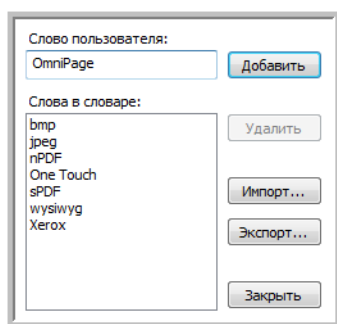 Слово пользователя:
OmniPage
Добавить
Слова в словаре:
bmp
jpeg
nPDF
One Touch
sPDF
wysiwyg
Xerox
Удалить
Импорт...
Экспорт...
Закрыть